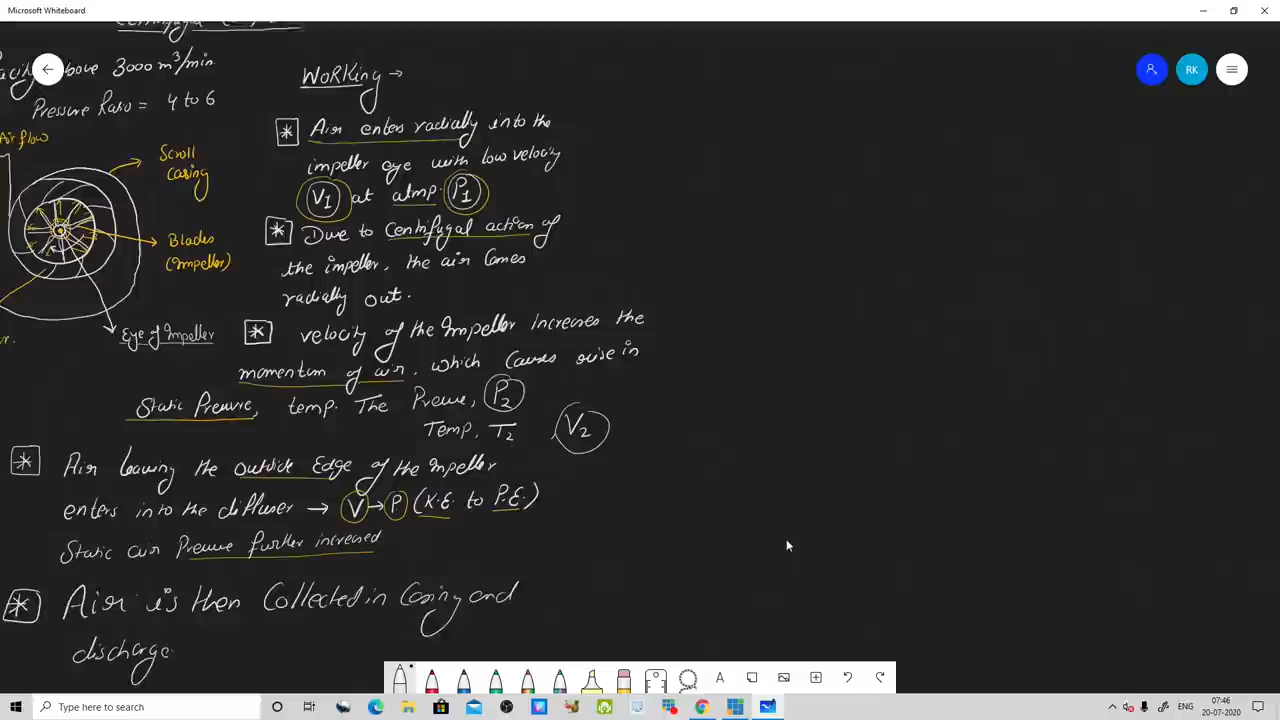 Microsoft Whiteboard
Centrifugal
acity above 3000 m³/min
Pressure Ratio = 4 to 6
Air flow
Scroll
Casing
Blades
(Impeller)
Eye of Impeller
r.
WORKing →
* Air enters radially into the
impeller eye with low velocity
V1 at atmp. P1
* Due to centrifugal action of
the impeller, the air Comes
radially out.
* velocity of the Impeller Increases the
momentum of air, which Causes rise in
Static Pressure, temp. The Pressure, P2
Temp, T2, V2
* Air leaving the outside Edge of the Impeller
enters into the diffuser → V→P (K.E. to P.E.)
Static air Pressure further increased
* Air is then Collected in Casing and
discharge
RK
Type here to search
ENG
07:46
20-07-2020